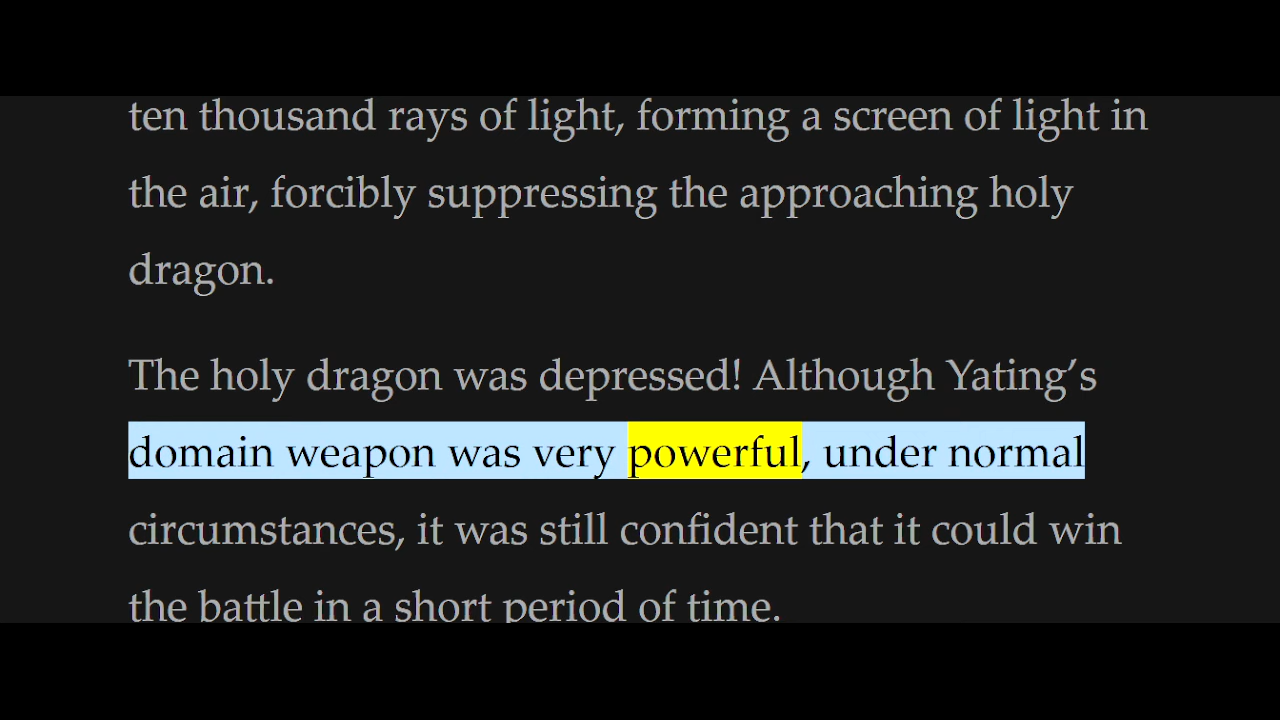 ten thousand rays of light, forming a screen of light in
the air, forcibly suppressing the approaching holy
dragon.
The holy dragon was depressed! Although Yating’s
domain weapon was very powerful, under normal
circumstances, it was still confident that it could win
the battle in a short period of time.